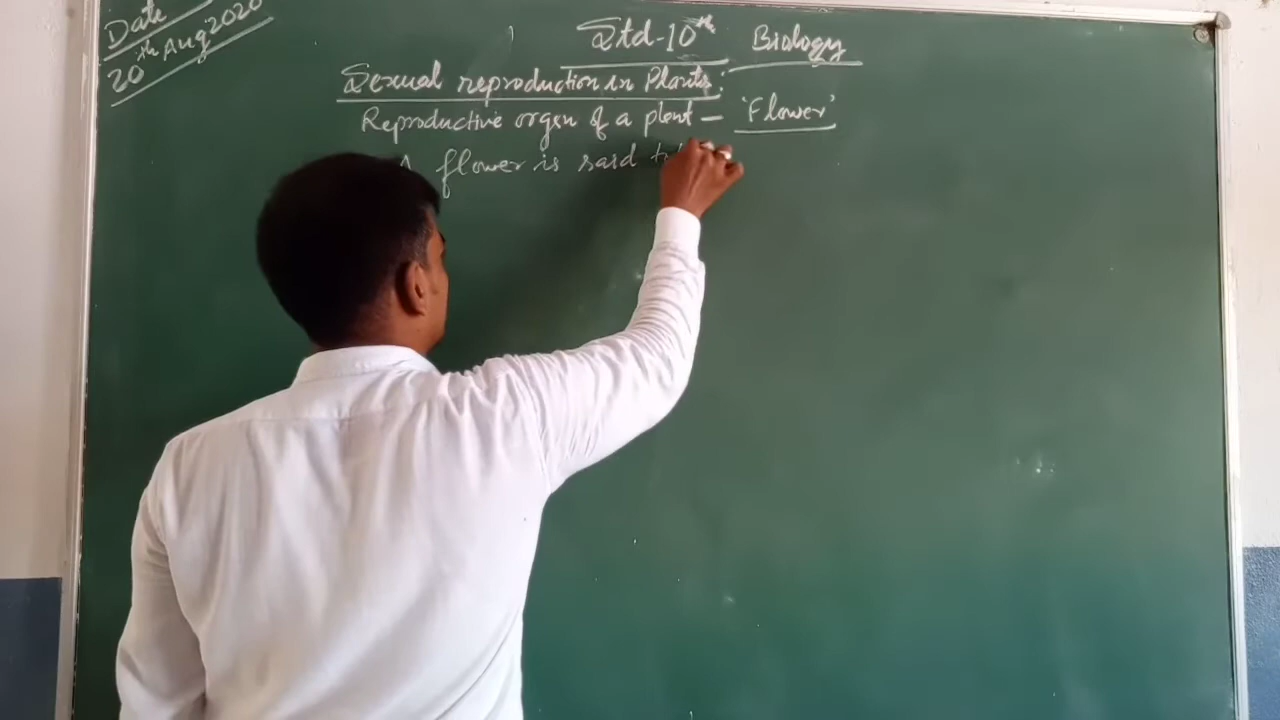 Date
20th Aug 2020
Std-10th Biology
Sexual reproduction in Plants:
Reproductive organ of a plant – 'Flower'
A flower is said